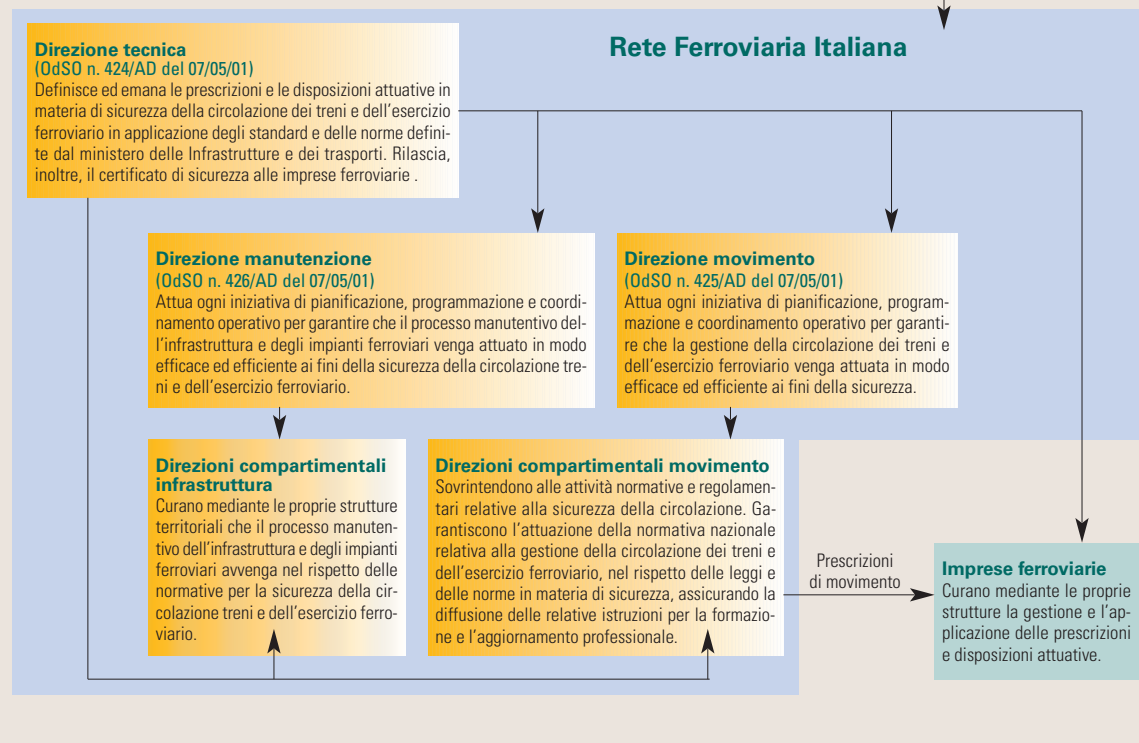 Rete Ferroviaria Italiana
Direzione tecnica
(OdSO n. 424/AD del 07/05/01)
Definisce ed emana le prescrizioni e le disposizioni attuative in
materia di sicurezza della circolazione dei treni e dell'esercizio
ferroviario in applicazione degli standard e delle norme defini-
te dal ministero delle Infrastrutture e dei trasporti. Rilascia,
inoltre, il certificato di sicurezza alle imprese ferroviarie .
Direzione manutenzione
(OdSO n. 426/AD del 07/05/01)
Attua ogni iniziativa di pianificazione, programmazione e coordi-
namento operativo per garantire che il processo manutentivo del-
l'infrastruttura e degli impianti ferroviari venga attuato in modo
efficace ed efficiente ai fini della sicurezza della circolazione tre-
ni e dell'esercizio ferroviario.
Direzione movimento
(OdSO n. 425/AD del 07/05/01)
Attua ogni iniziativa di pianificazione, program-
mazione e coordinamento operativo per garanti-
re che la gestione della circolazione dei treni e
dell'esercizio ferroviario venga attuata in modo
efficace ed efficiente ai fini della sicurezza.
Direzioni compartimentali
infrastruttura
Curano mediante le proprie strutture
territoriali che il processo manuten-
tivo dell'infrastruttura e degli impianti
ferroviari avvenga nel rispetto delle
normative per la sicurezza della cir-
colazione treni e dell'esercizio ferro-
viario.
Direzioni compartimentali movimento
Sovrintendono alle attività normative e regolamen-
tari relative alla sicurezza della circolazione. Ga-
rantiscono l'attuazione della normativa nazionale
relativa alla gestione della circolazione dei treni e
dell'esercizio ferroviario, nel rispetto delle leggi e
delle norme in materia di sicurezza, assicurando la
diffusione delle relative istruzioni per la formazio-
ne e l'aggiornamento professionale.
Prescrizioni
di movimento
Imprese ferroviarie
Curano mediante le proprie
strutture la gestione e l'ap-
plicazione delle prescrizioni
e disposizioni attuative.